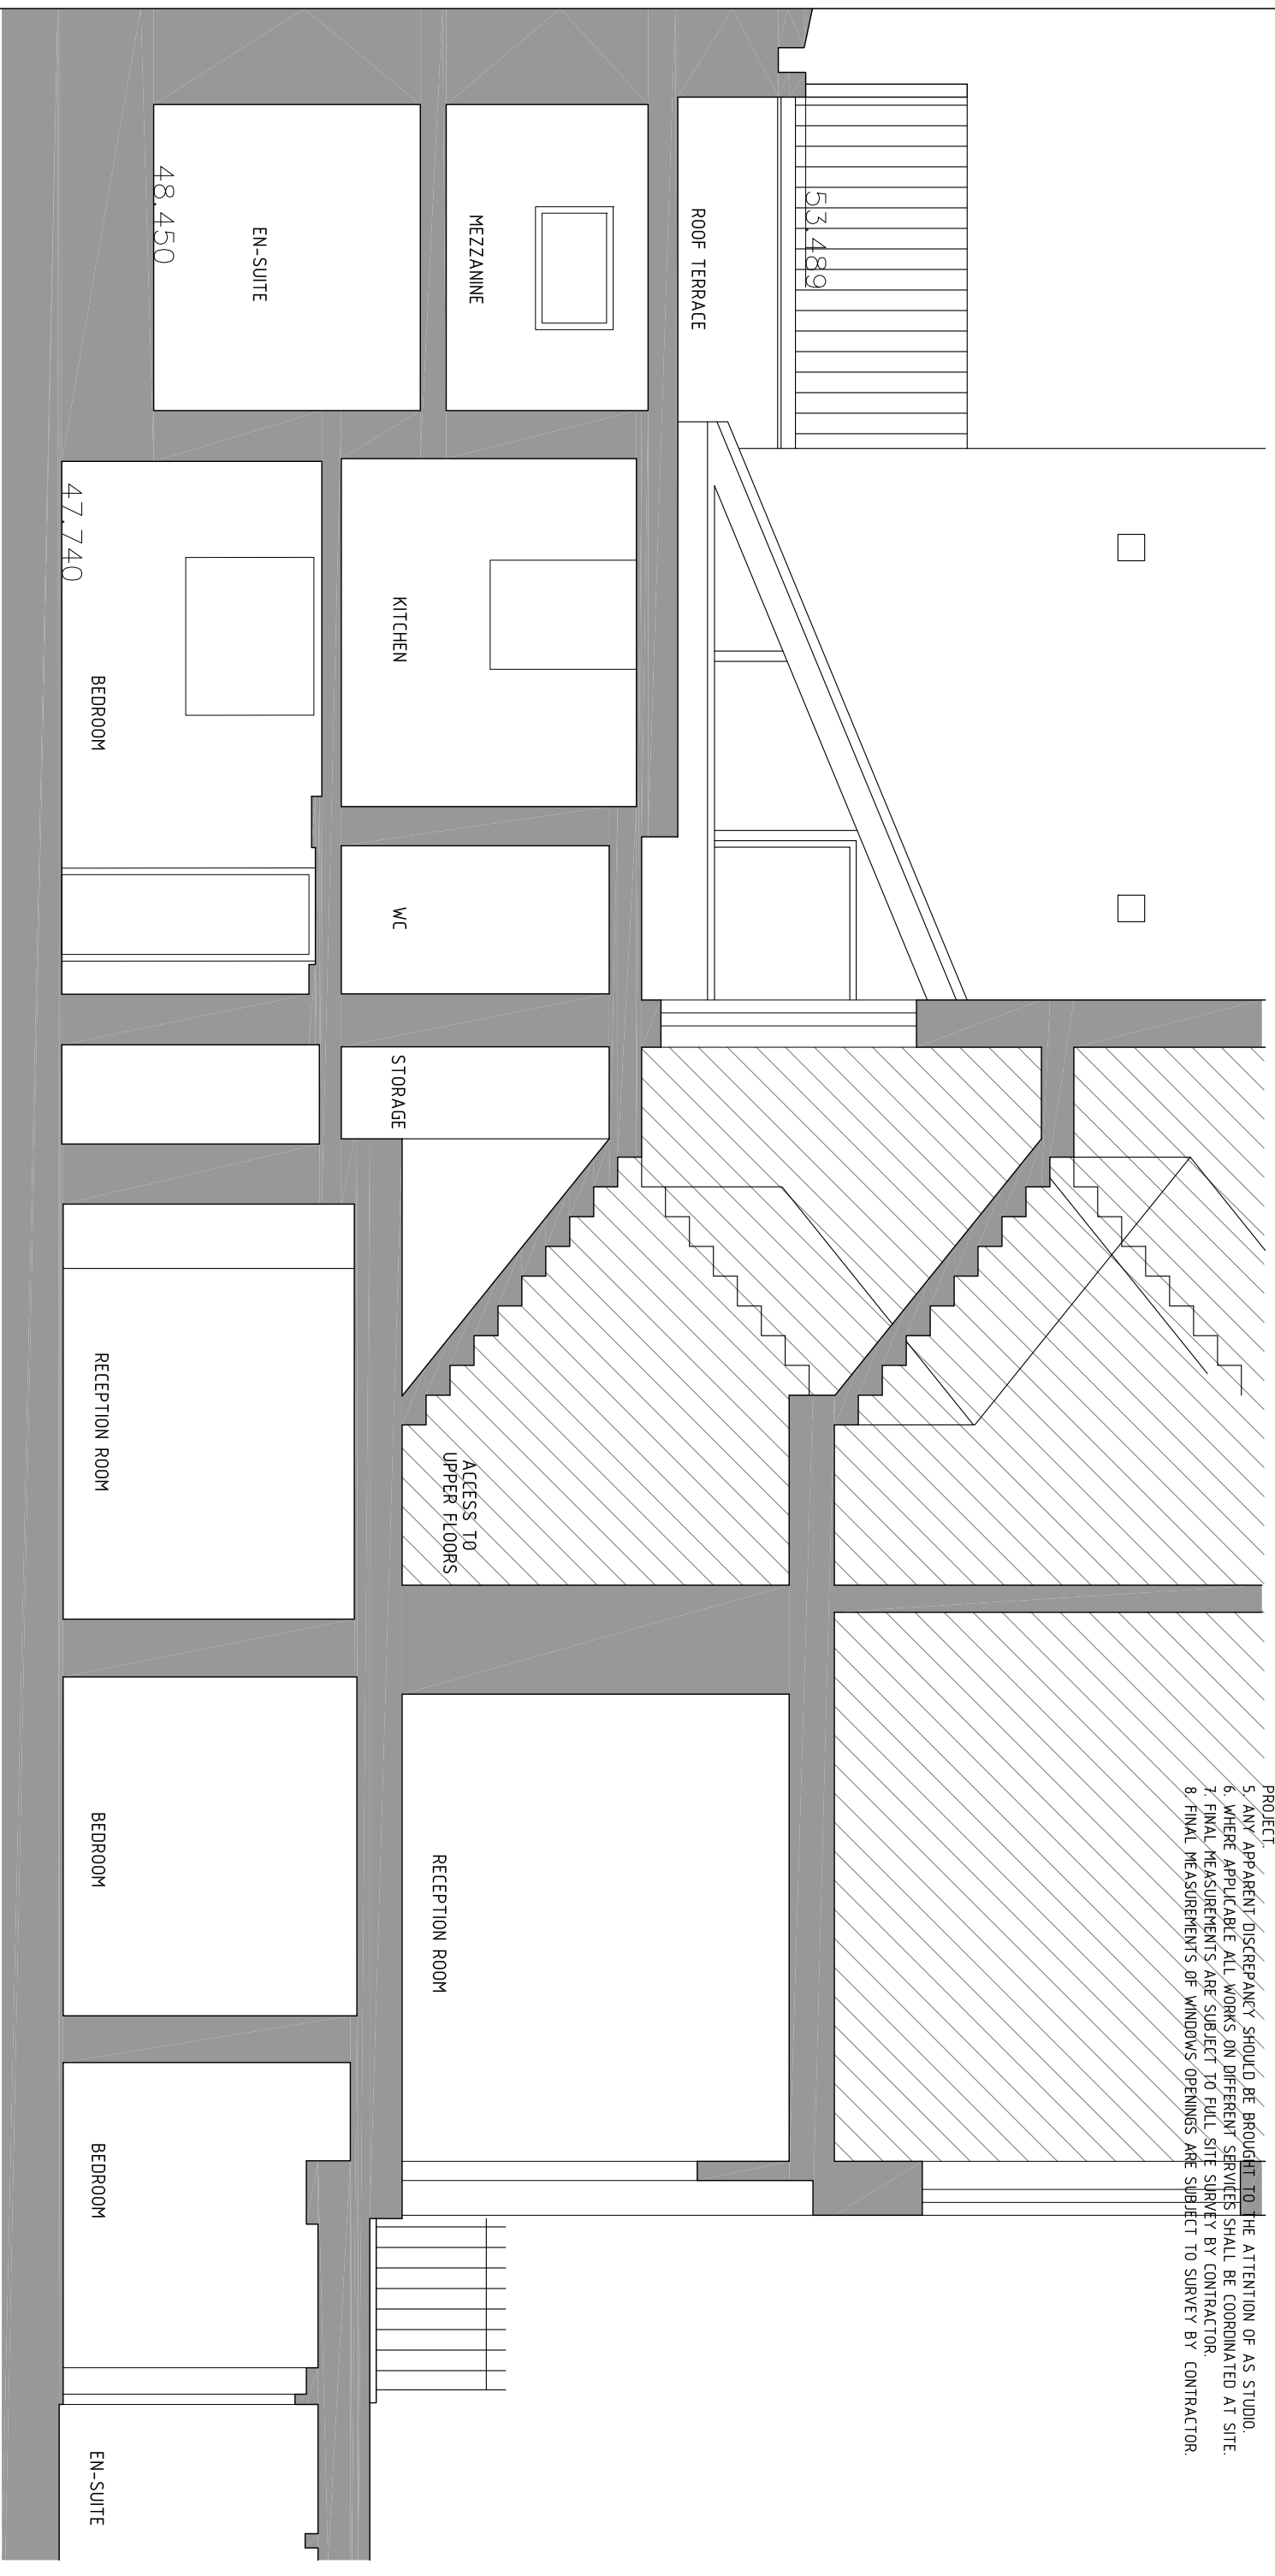 PROJECT.
5. ANY APPARENT DISCREPANCY SHOULD BE BROUGHT TO THE ATTENTION OF AS STUDIO.
6. WHERE APPLICABLE ALL WORKS ON DIFFERENT SERVICES SHALL BE COORDINATED AT SITE.
7. FINAL MEASUREMENTS ARE SUBJECT TO FULL SITE SURVEY BY CONTRACTOR.
8. FINAL MEASUREMENTS OF WINDOWS OPENINGS ARE SUBJECT TO SURVEY BY CONTRACTOR.
53.489
ROOF TERRACE
MEZZANINE
ACCESS TO
UPPER FLOORS
RECEPTION ROOM
KITCHEN
WC
STORAGE
EN-SUITE
48.450
BEDROOM
RECEPTION ROOM
BEDROOM
BEDROOM
EN-SUITE
47.740